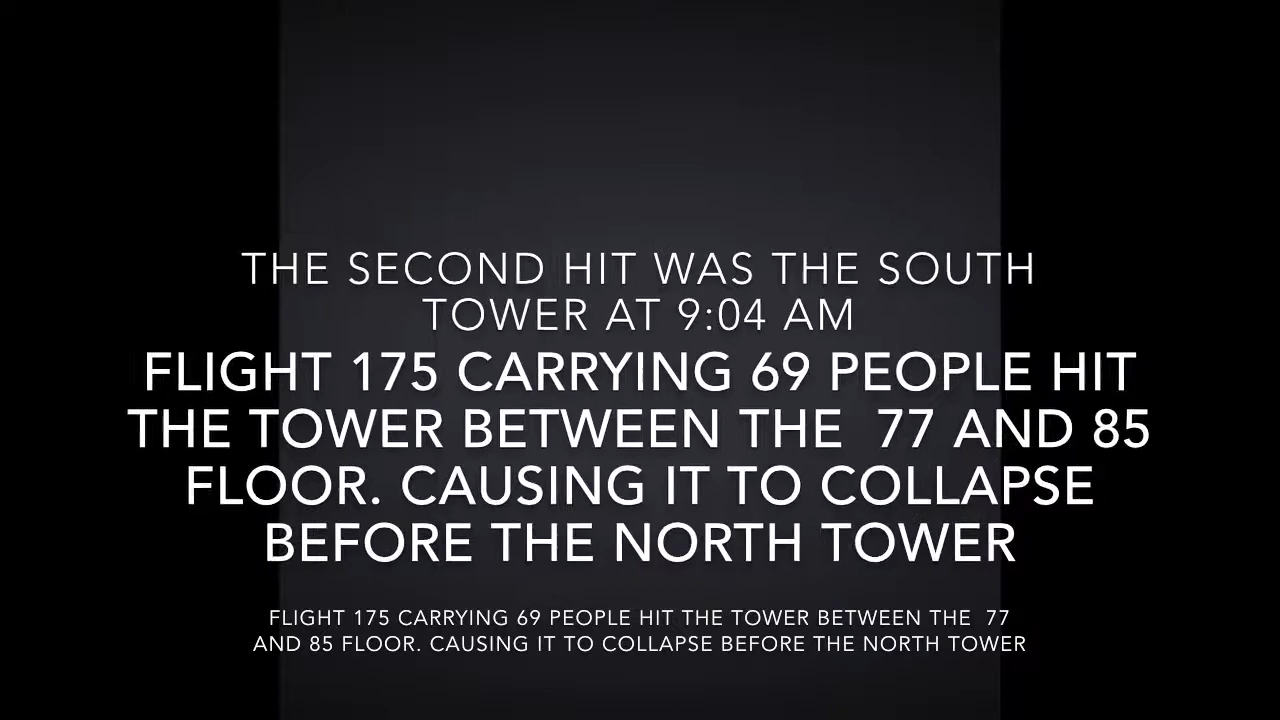 THE SECOND HIT WAS THE SOUTH
TOWER AT 9:04 AM
FLIGHT 175 CARRYING 69 PEOPLE HIT
THE TOWER BETWEEN THE  77 AND 85
FLOOR. CAUSING IT TO COLLAPSE
BEFORE THE NORTH TOWER
FLIGHT 175 CARRYING 69 PEOPLE HIT THE TOWER BETWEEN THE  77
AND 85 FLOOR. CAUSING IT TO COLLAPSE BEFORE THE NORTH TOWER